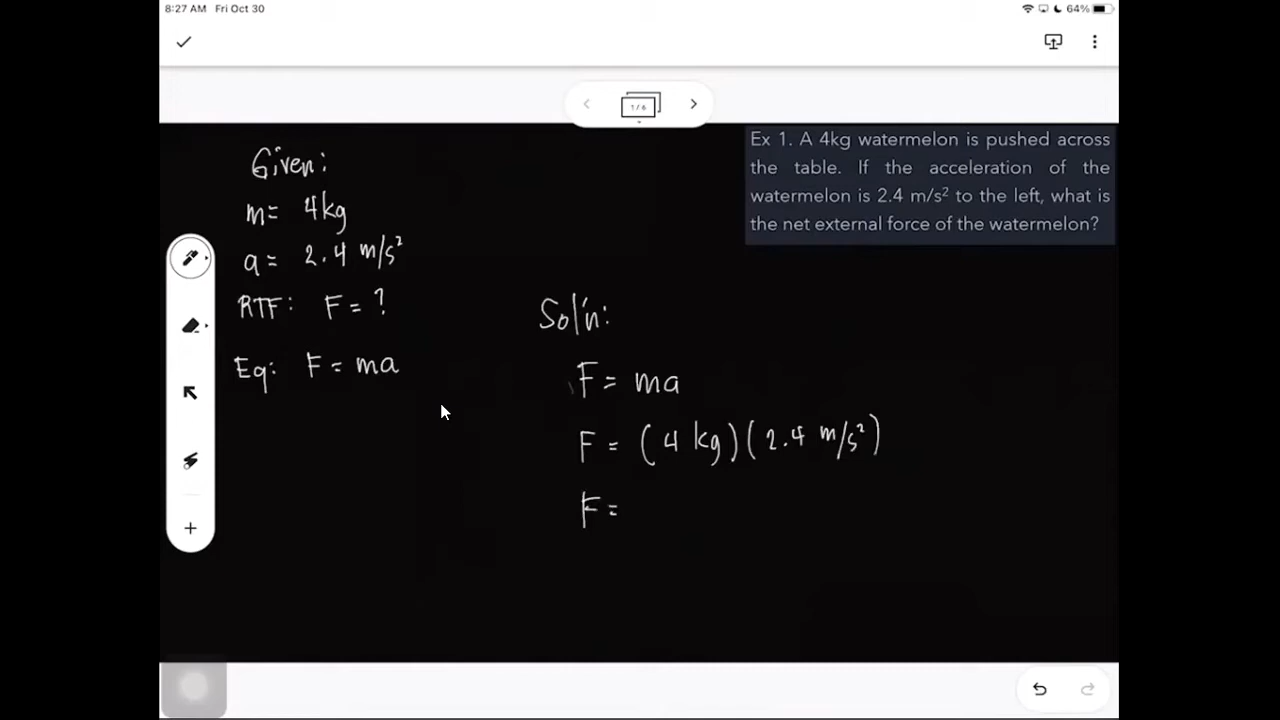 8:27 AM Fri Oct 30
64%
1/6
Ex 1. A 4kg watermelon is pushed across
the table. If the acceleration of the
watermelon is 2.4 m/s² to the left, what is
the net external force of the watermelon?
Given:
m= 4kg
a= 2.4 m/s²
RTF: F = ?
Eq: F = ma
Sol'n:
F = ma
F = (4 kg)(2.4 m/s²)
F =